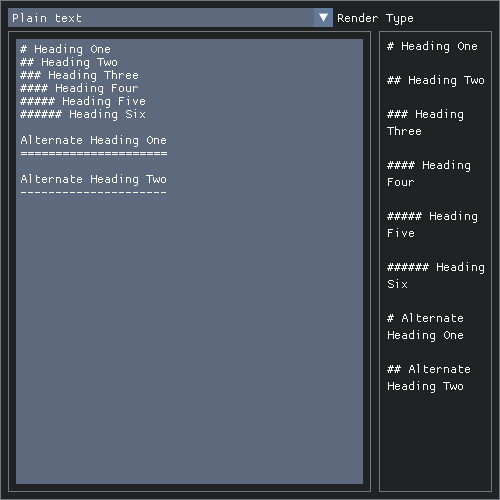 Plain text
Render Type
# Heading One
## Heading Two
### Heading Three
#### Heading Four
##### Heading Five
###### Heading Six
Alternate Heading One
=====================
Alternate Heading Two
---------------------
# Heading One
## Heading Two
### Heading
Three
#### Heading
Four
##### Heading
Five
###### Heading
Six
# Alternate
Heading One
## Alternate
Heading Two